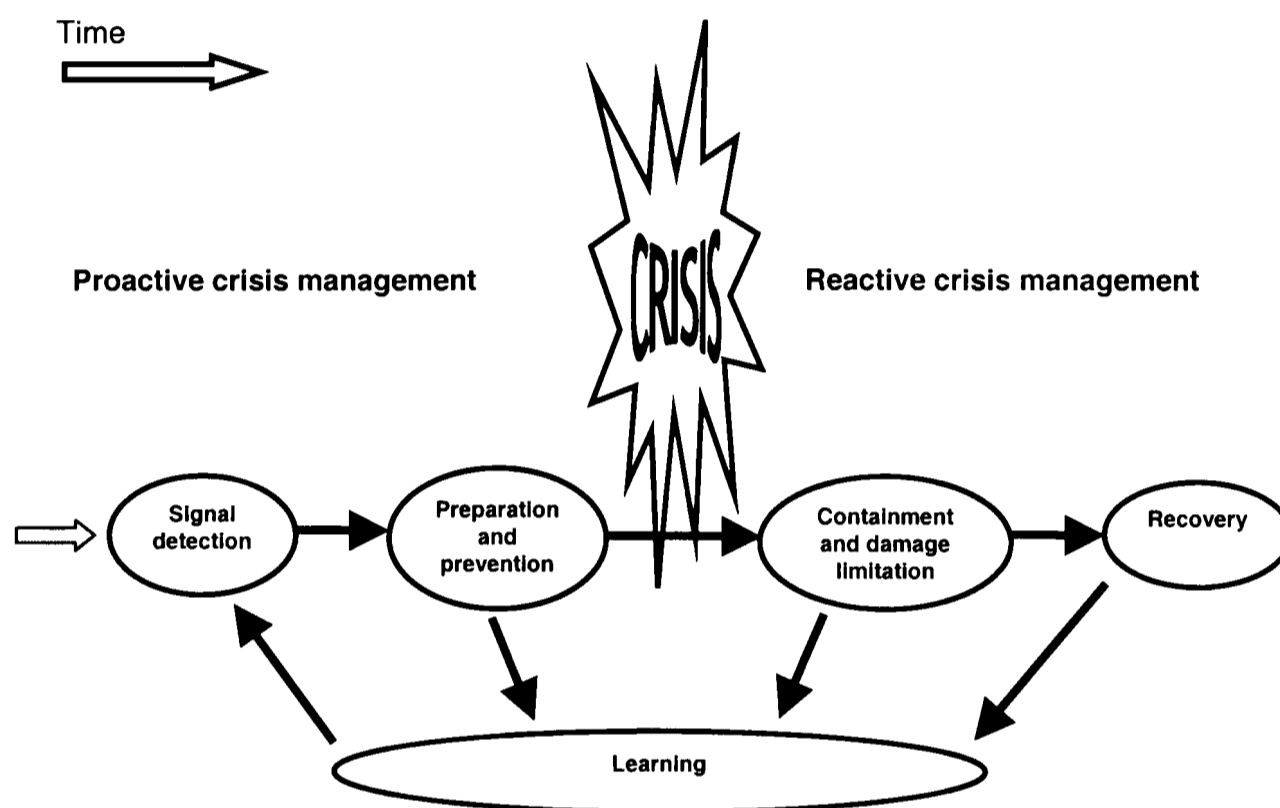 Time
CRISIS
Proactive crisis management
Reactive crisis management
Signal
detection
Preparation
and
prevention
Containment
and damage
limitation
Recovery
Learning